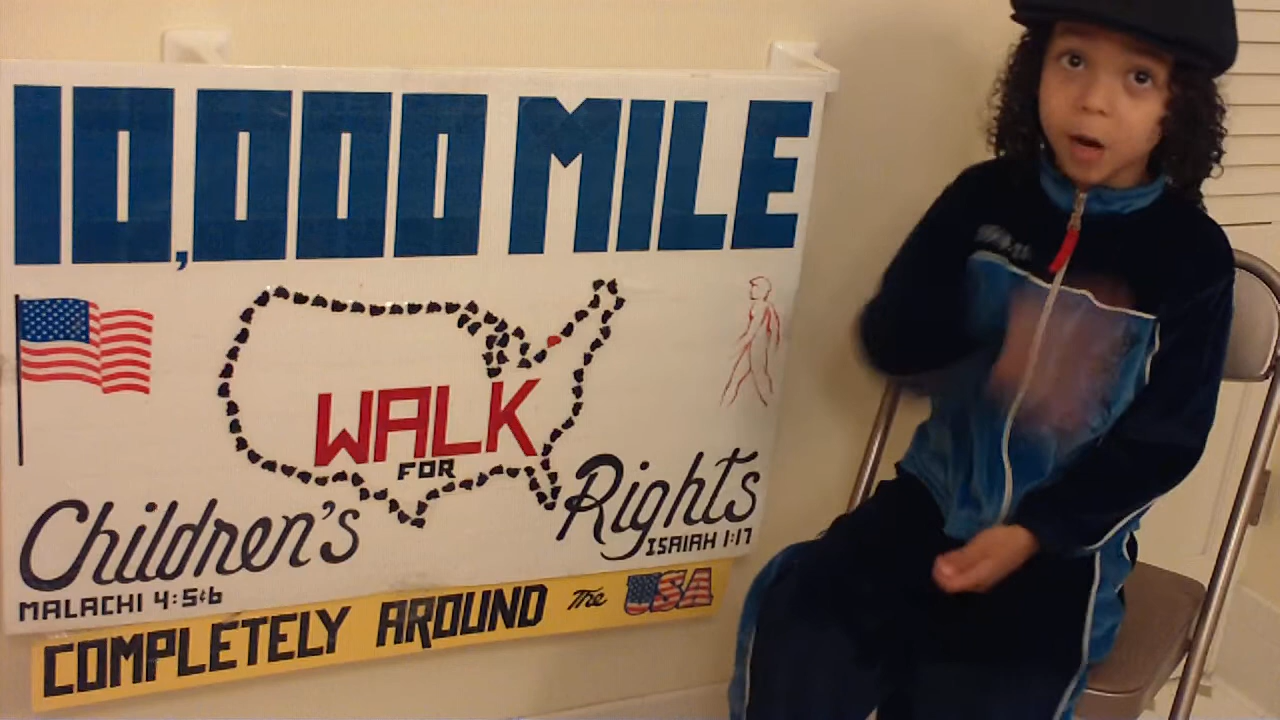 10,000 MILE
WALK
FOR
Children's Rights
MALACHI 4:5&6
ISAIAH 1:17
COMPLETELY AROUND The USA